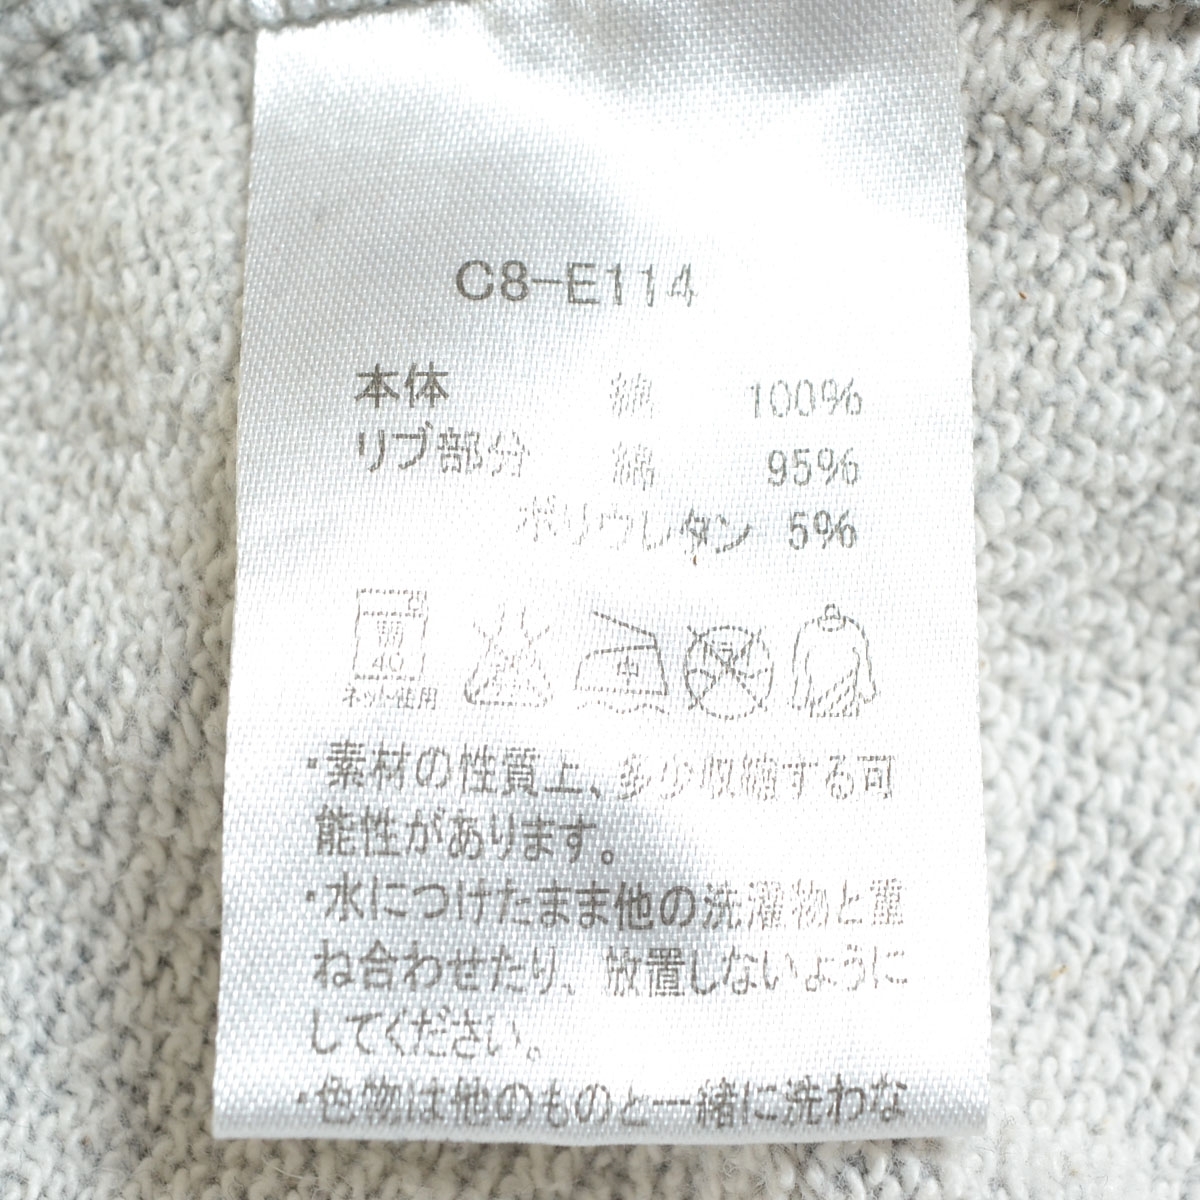 C8-E114
本体 綿 100%
リブ部分 綿 95%
ポリウレタン 5%
弱
40
ネット使用
中
・素材の性質上、多少収縮する可
能性があります。
・水につけたまま他の洗濯物と重
ね合わせたり、放置しないように
してください。
・色物は他のものと一緒に洗わな